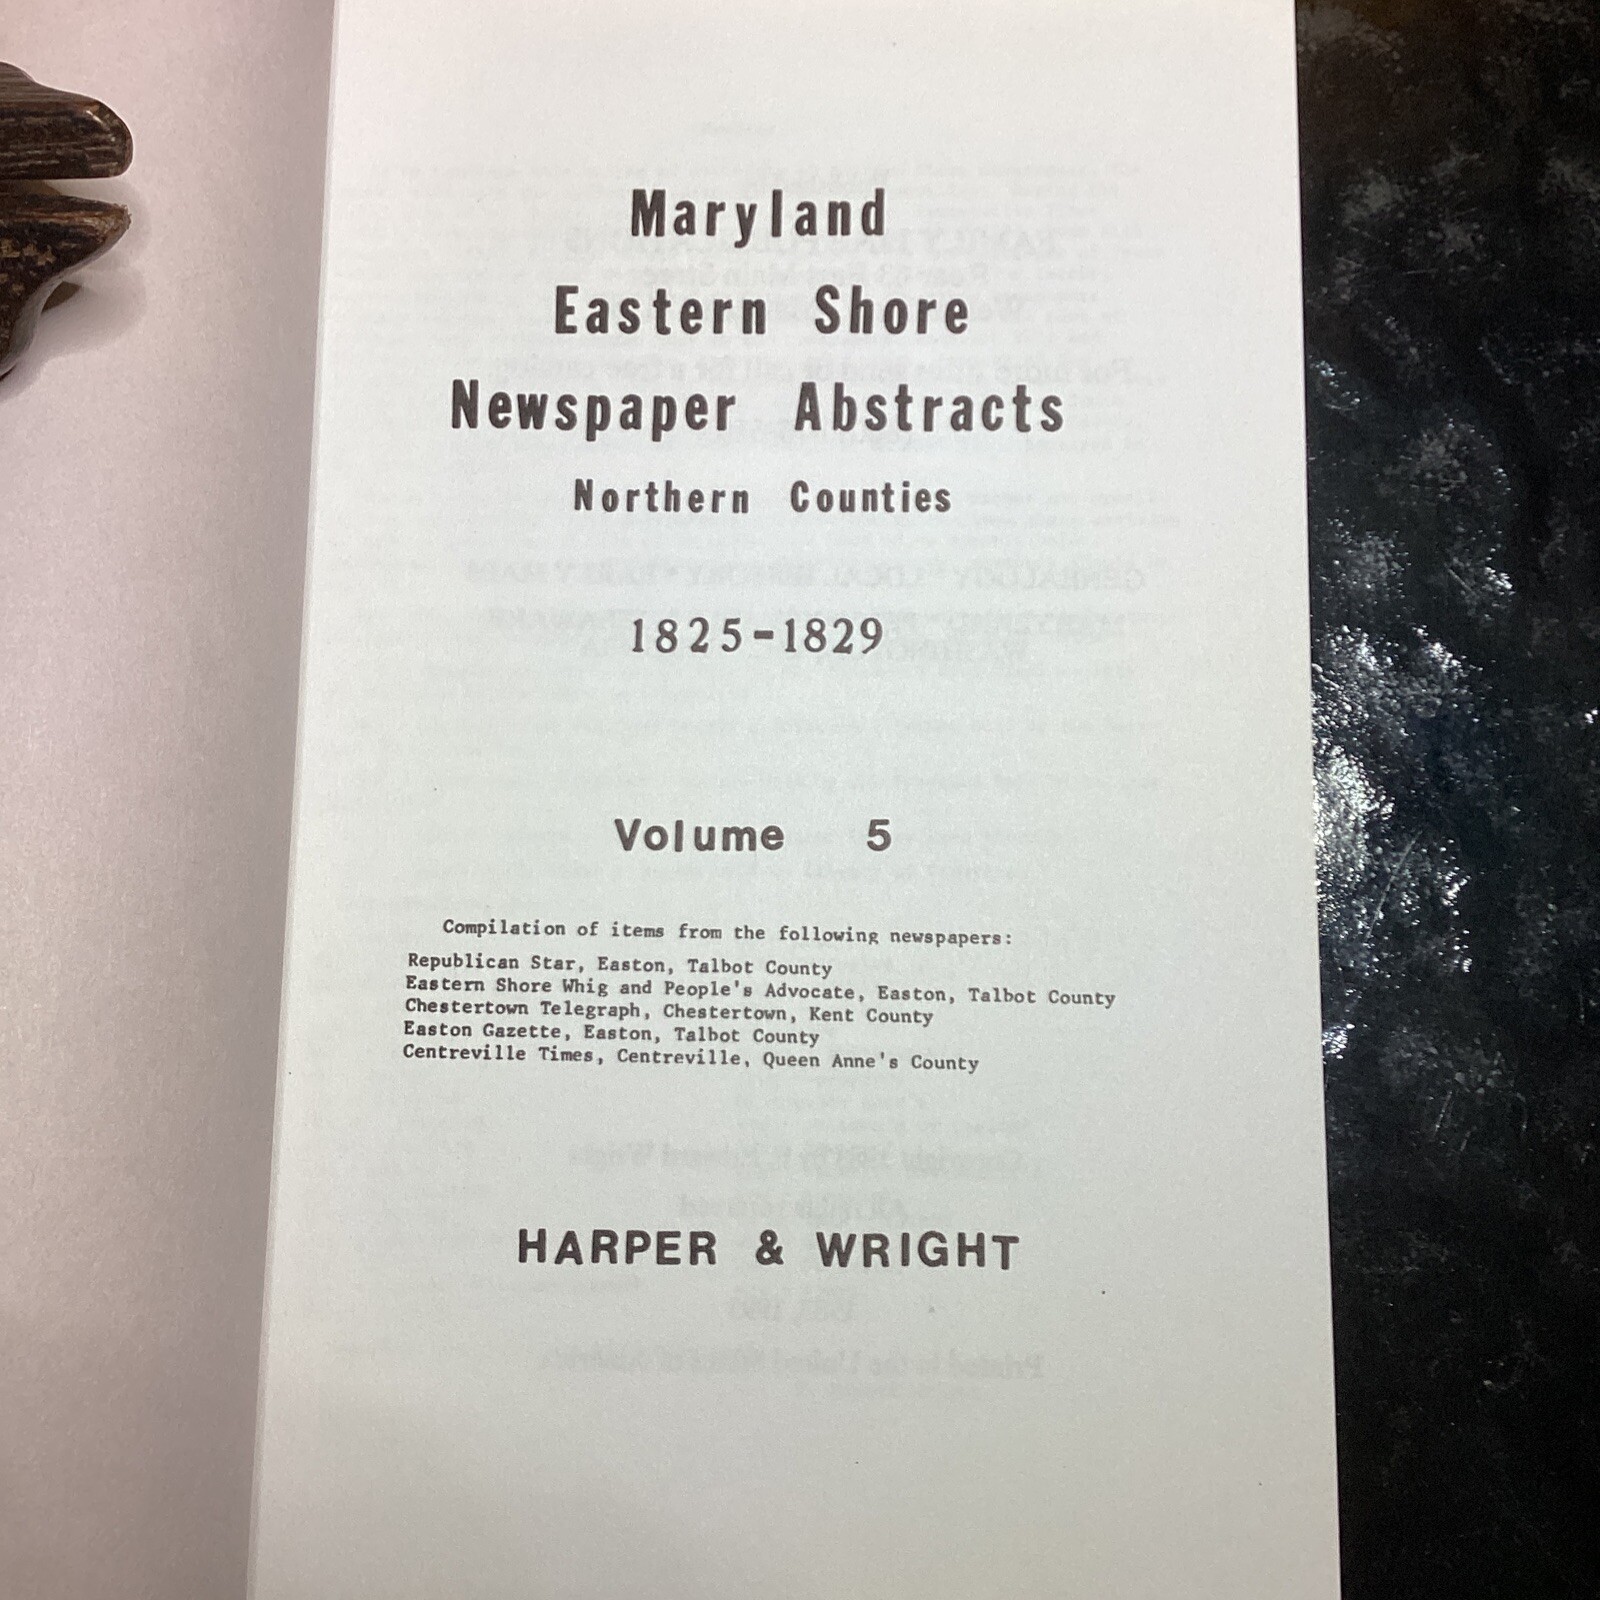 Maryland
Eastern Shore
Newspaper Abstracts
Northern Counties
1825-1829
Volume 5
Compilation of items from the following newspapers:
Republican Star, Easton, Talbot County
Eastern Shore Whig and People's Advocate, Easton, Talbot County
Chestertown Telegraph, Chestertown, Kent County
Easton Gazette, Easton, Talbot County
Centreville Times, Centreville, Queen Anne's County
HARPER & WRIGHT